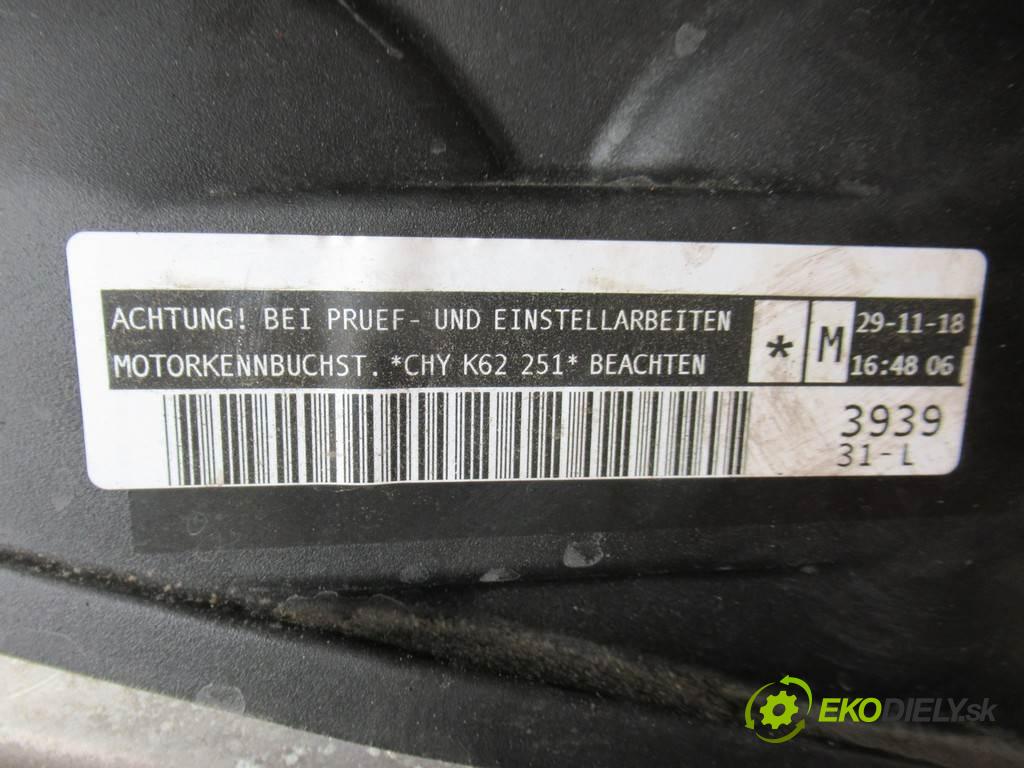 ACHTUNG! BEI PRUEF- UND EINSTELLARBEITEN
MOTORKENNBUCHST. *CHY K62 251* BEACHTEN
* M
29-11-18
16:48 06
3939
31-L
EKODIELY.sk